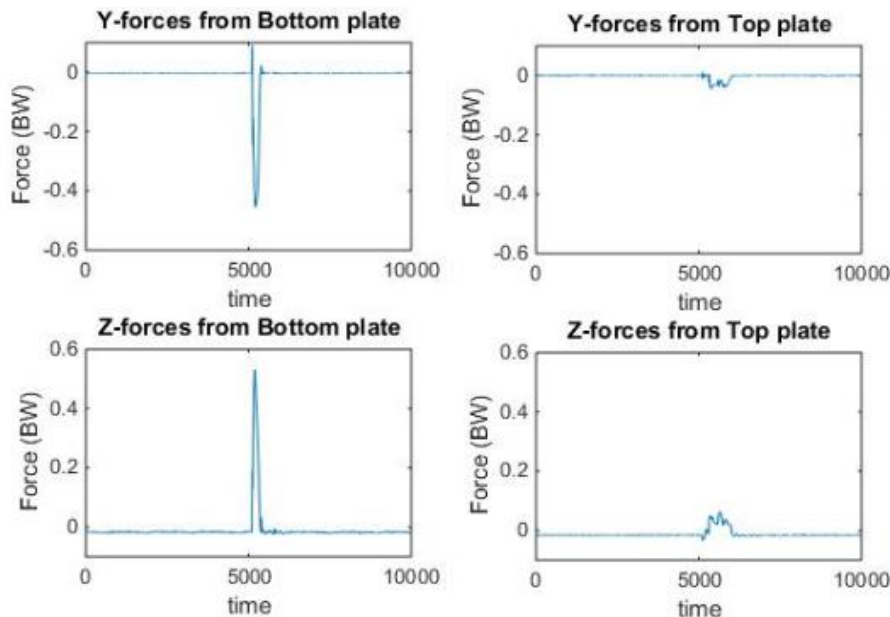 Y-forces from Bottom plate
Force (BW)
0
-0.2
-0.4
-0.6
0
5000
10000
time
Y-forces from Top plate
Force (BW)
0
-0.2
-0.4
-0.6
0
5000
10000
time
Z-forces from Bottom plate
Force (BW)
0.6
0.4
0.2
0
0
5000
10000
time
Z-forces from Top plate
Force (BW)
0.6
0.4
0.2
0
0
5000
10000
time